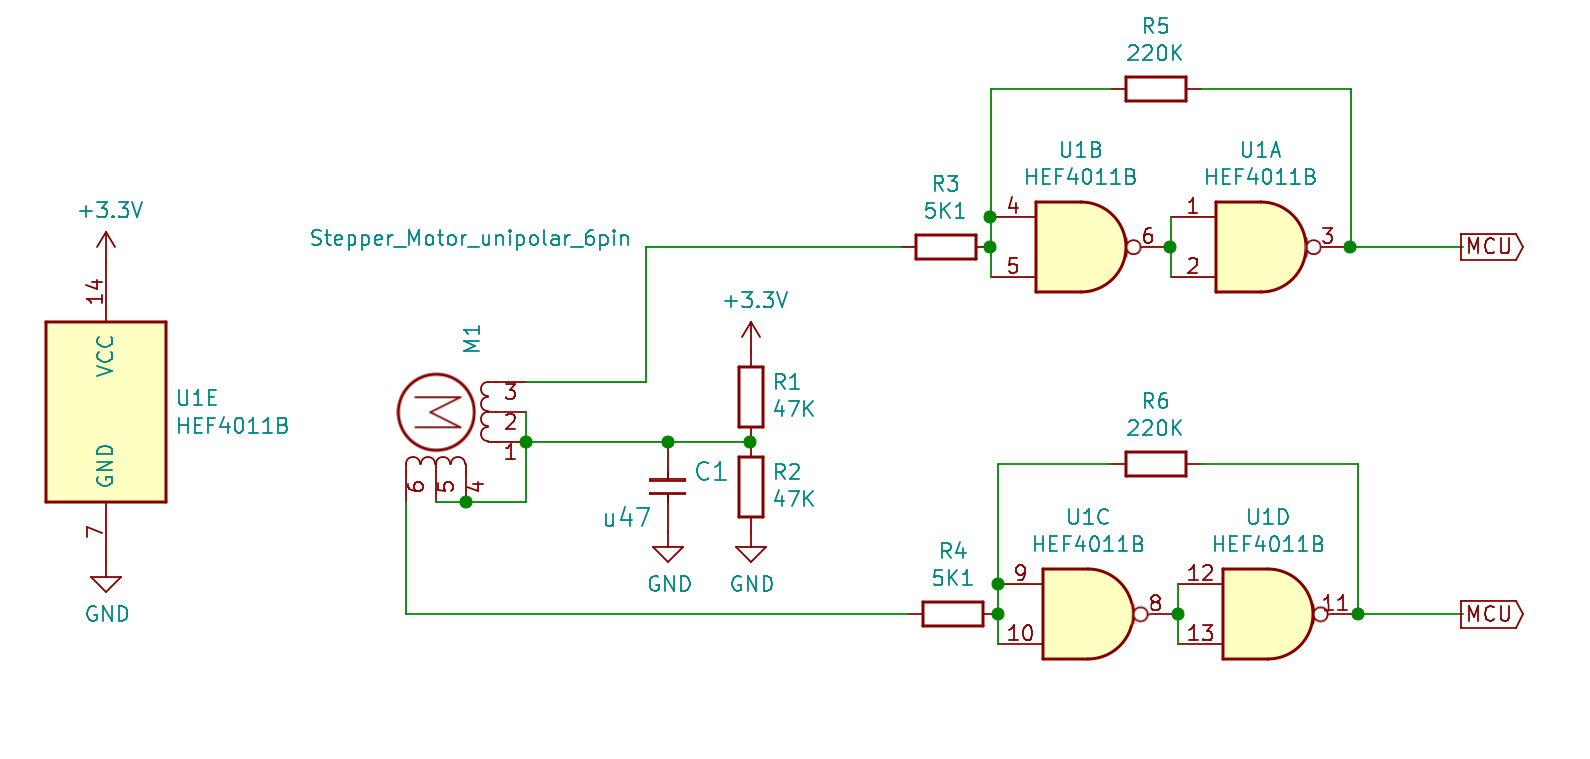 R5
220K
U1B
HEF4011B
U1A
HEF4011B
R3
5K1
4
5
6
1
2
3
MCU
+3.3V
14
VCC
GND
7
GND
U1E
HEF4011B
Stepper_Motor_unipolar_6pin
M1
M
3
2
1
6
5
4
+3.3V
R1
47K
R2
47K
C1
u47
GND
GND
R6
220K
U1C
HEF4011B
U1D
HEF4011B
R4
5K1
9
10
8
12
13
11
MCU